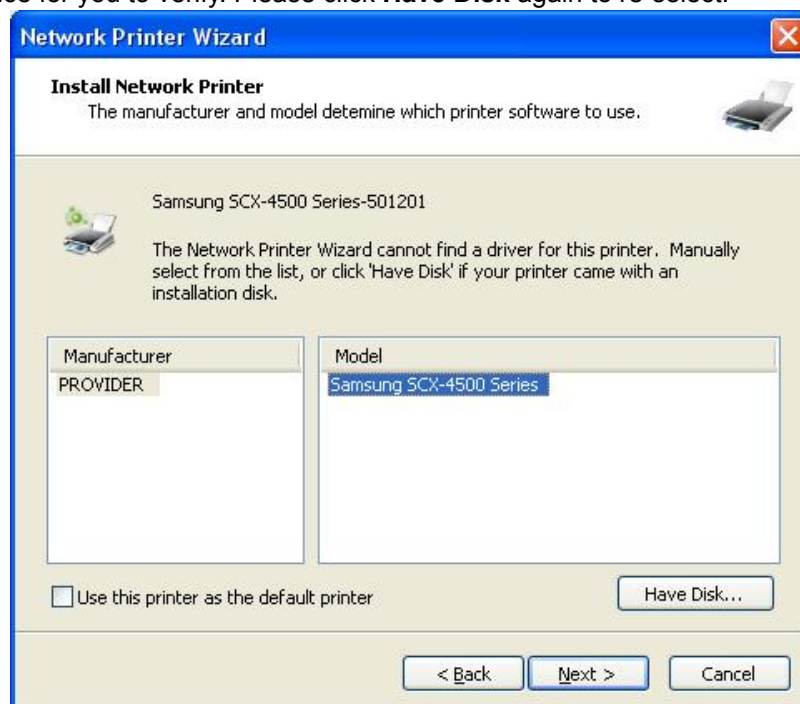 for you to verify. Please click Have Disk again to re-select.
Network Printer Wizard
Install Network Printer
The manufacturer and model detemine which printer software to use.
Samsung SCX-4500 Series-501201
The Network Printer Wizard cannot find a driver for this printer. Manually
select from the list, or click 'Have Disk' if your printer came with an
installation disk.
Manufacturer Model
PROVIDER Samsung SCX-4500 Series
Use this printer as the default printer Have Disk...
< Back Next > Cancel